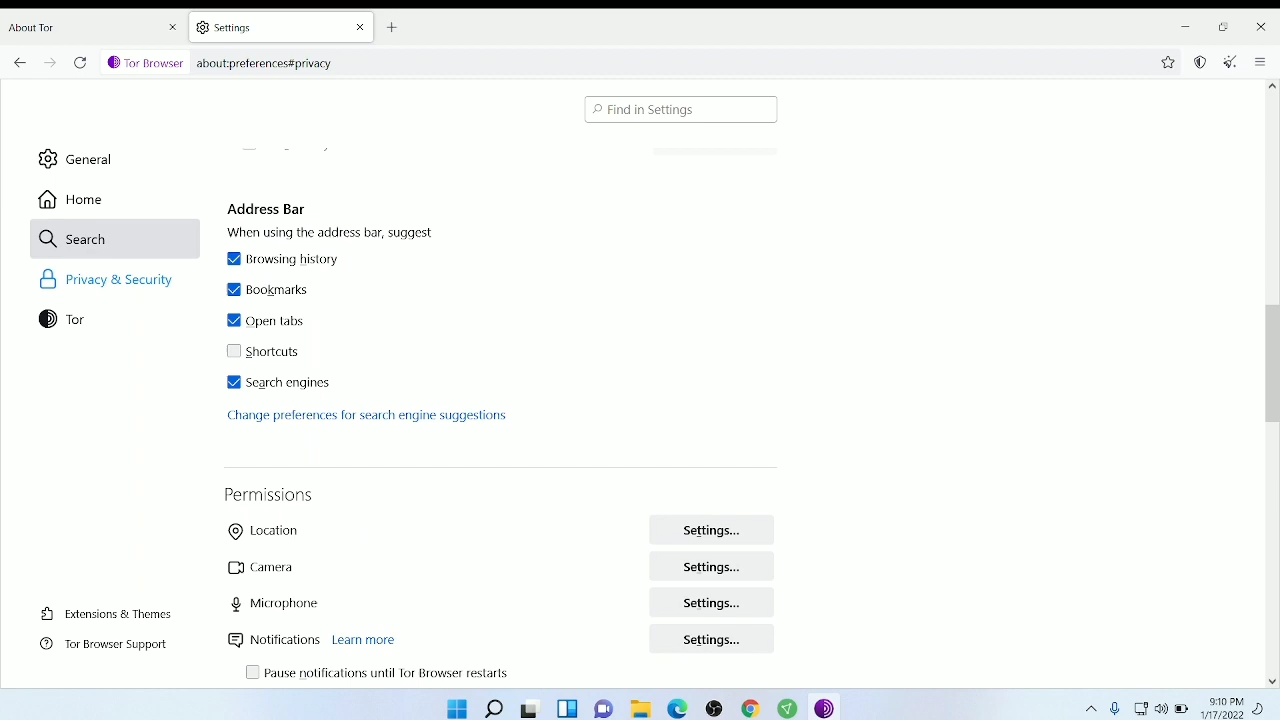 About Tor
Settings
Tor Browser
about:preferences#privacy
Find in Settings
General
Home
Search
Privacy & Security
Tor
Address Bar
When using the address bar, suggest
Browsing history
Bookmarks
Open tabs
Shortcuts
Search engines
Change preferences for search engine suggestions
Permissions
Location Settings...
Camera Settings...
Microphone Settings...
Notifications Learn more Settings...
Pause notifications until Tor Browser restarts
Extensions & Themes
Tor Browser Support
9:10 PM
1/17/2022